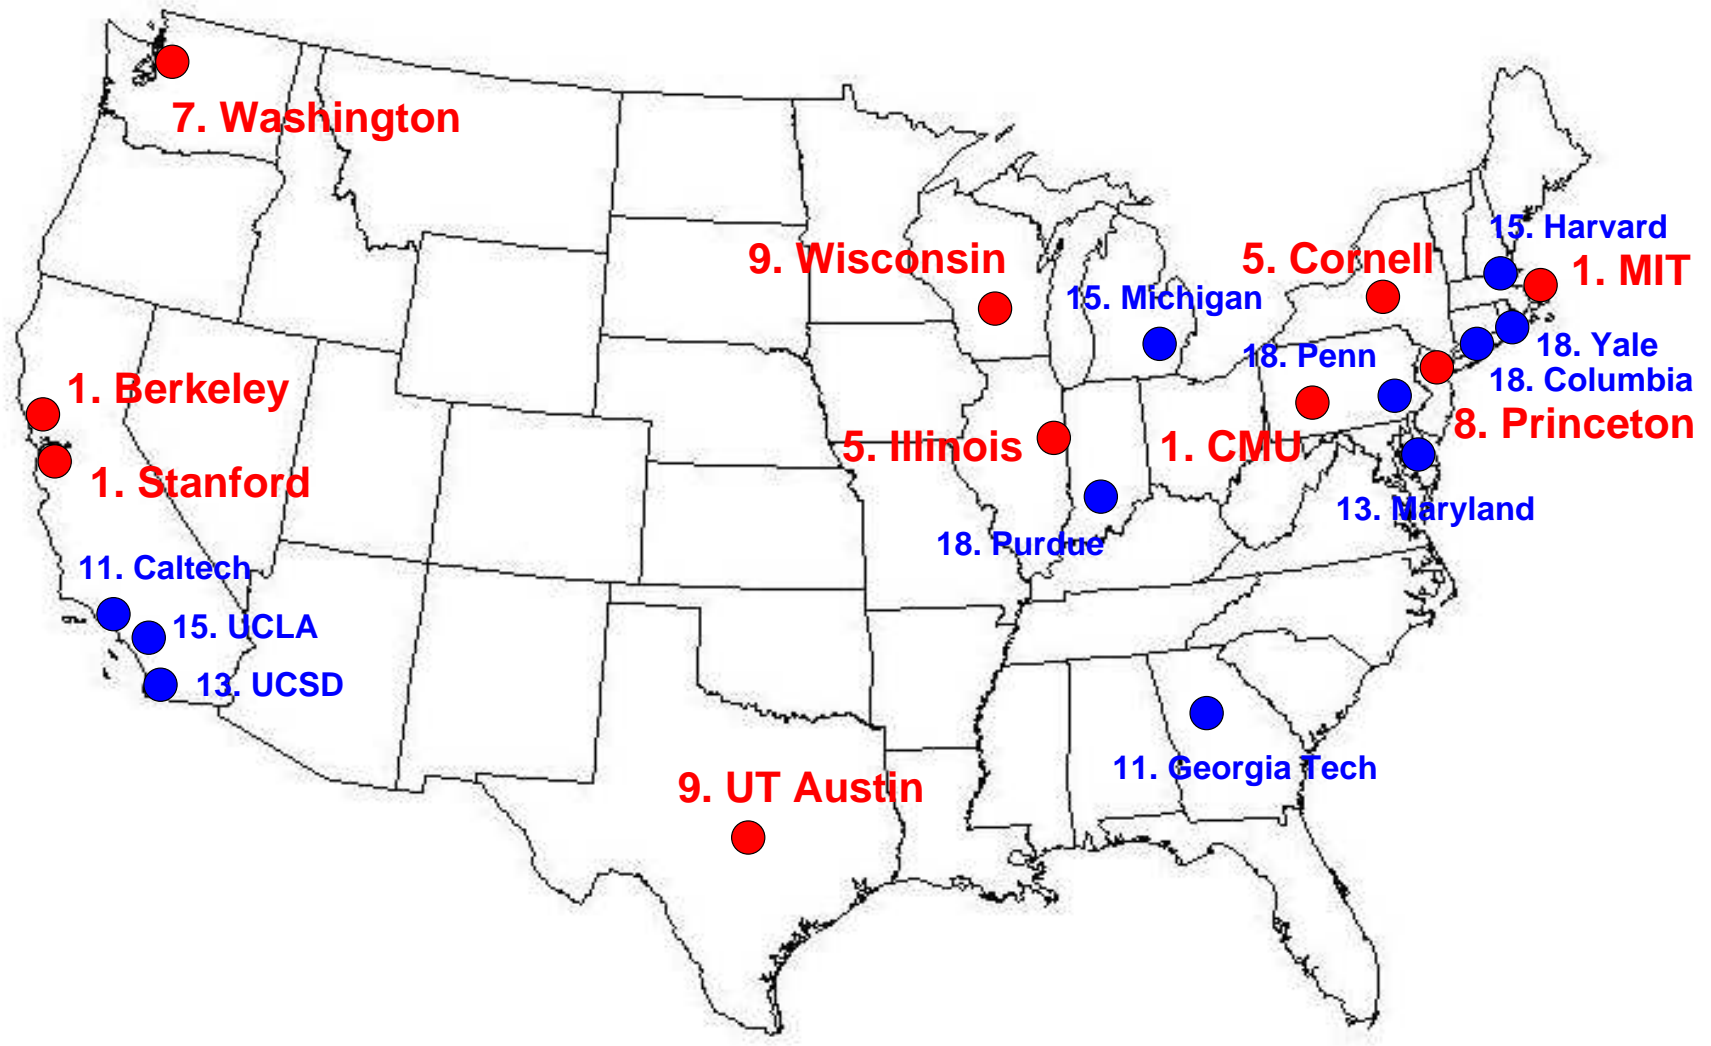 7. Washington
15. Harvard
9. Wisconsin
5. Cornell
1. MIT
15. Michigan
18. Penn
18. Yale
18. Columbia
1. Berkeley
8. Princeton
5. Illinois
1. CMU
1. Stanford
13. Maryland
18. Purdue
11. Caltech
15. UCLA
13. UCSD
11. Georgia Tech
9. UT Austin